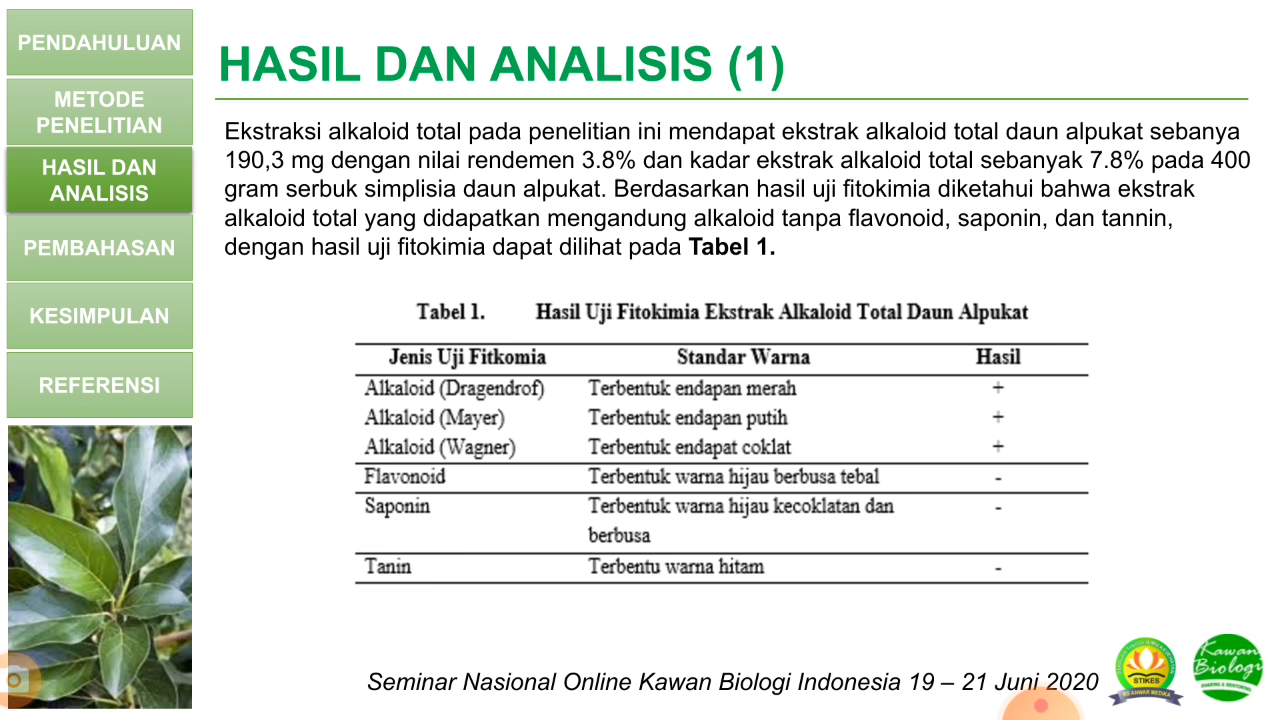 PENDAHULUAN
METODE
PENELITIAN
HASIL DAN
ANALISIS
PEMBAHASAN
KESIMPULAN
REFERENSI
HASIL DAN ANALISIS (1)
Ekstraksi alkaloid total pada penelitian ini mendapat ekstrak alkaloid total daun alpukat sebanya
190,3 mg dengan nilai rendemen 3.8% dan kadar ekstrak alkaloid total sebanyak 7.8% pada 400
gram serbuk simplisia daun alpukat. Berdasarkan hasil uji fitokimia diketahui bahwa ekstrak
alkaloid total yang didapatkan mengandung alkaloid tanpa flavonoid, saponin, dan tannin,
dengan hasil uji fitokimia dapat dilihat pada Tabel 1.
Tabel 1. Hasil Uji Fitokimia Ekstrak Alkaloid Total Daun Alpukat
Jenis Uji Fitkomia Standar Warna Hasil
Alkaloid (Dragendrof) Terbentuk endapan merah +
Alkaloid (Mayer) Terbentuk endapan putih +
Alkaloid (Wagner) Terbentuk endapat coklat +
Flavonoid Terbentuk warna hijau berbusa tebal -
Saponin Terbentuk warna hijau kecoklatan dan -
berbusa
Tanin Terbentu warna hitam -
Seminar Nasional Online Kawan Biologi Indonesia 19 – 21 Juni 2020
STIKES
RS ANWAR MEDIKA
Kawan
Biologi